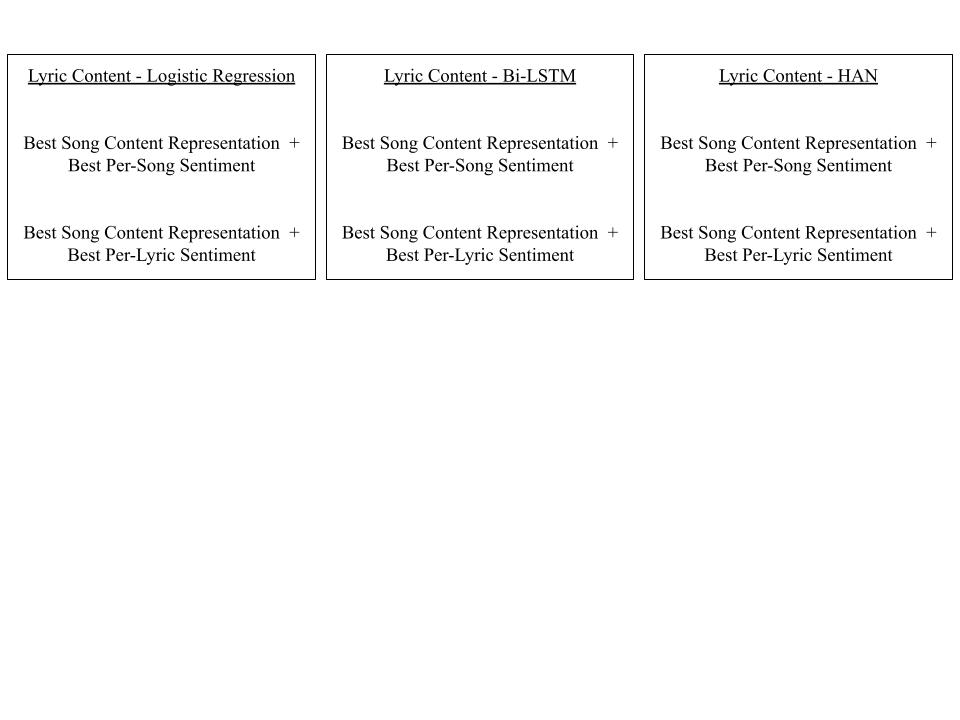 Lyric Content - Logistic Regression
Best Song Content Representation +
Best Per-Song Sentiment
Best Song Content Representation +
Best Per-Lyric Sentiment
Lyric Content - Bi-LSTM
Best Song Content Representation +
Best Per-Song Sentiment
Best Song Content Representation +
Best Per-Lyric Sentiment
Lyric Content - HAN
Best Song Content Representation +
Best Per-Song Sentiment
Best Song Content Representation +
Best Per-Lyric Sentiment